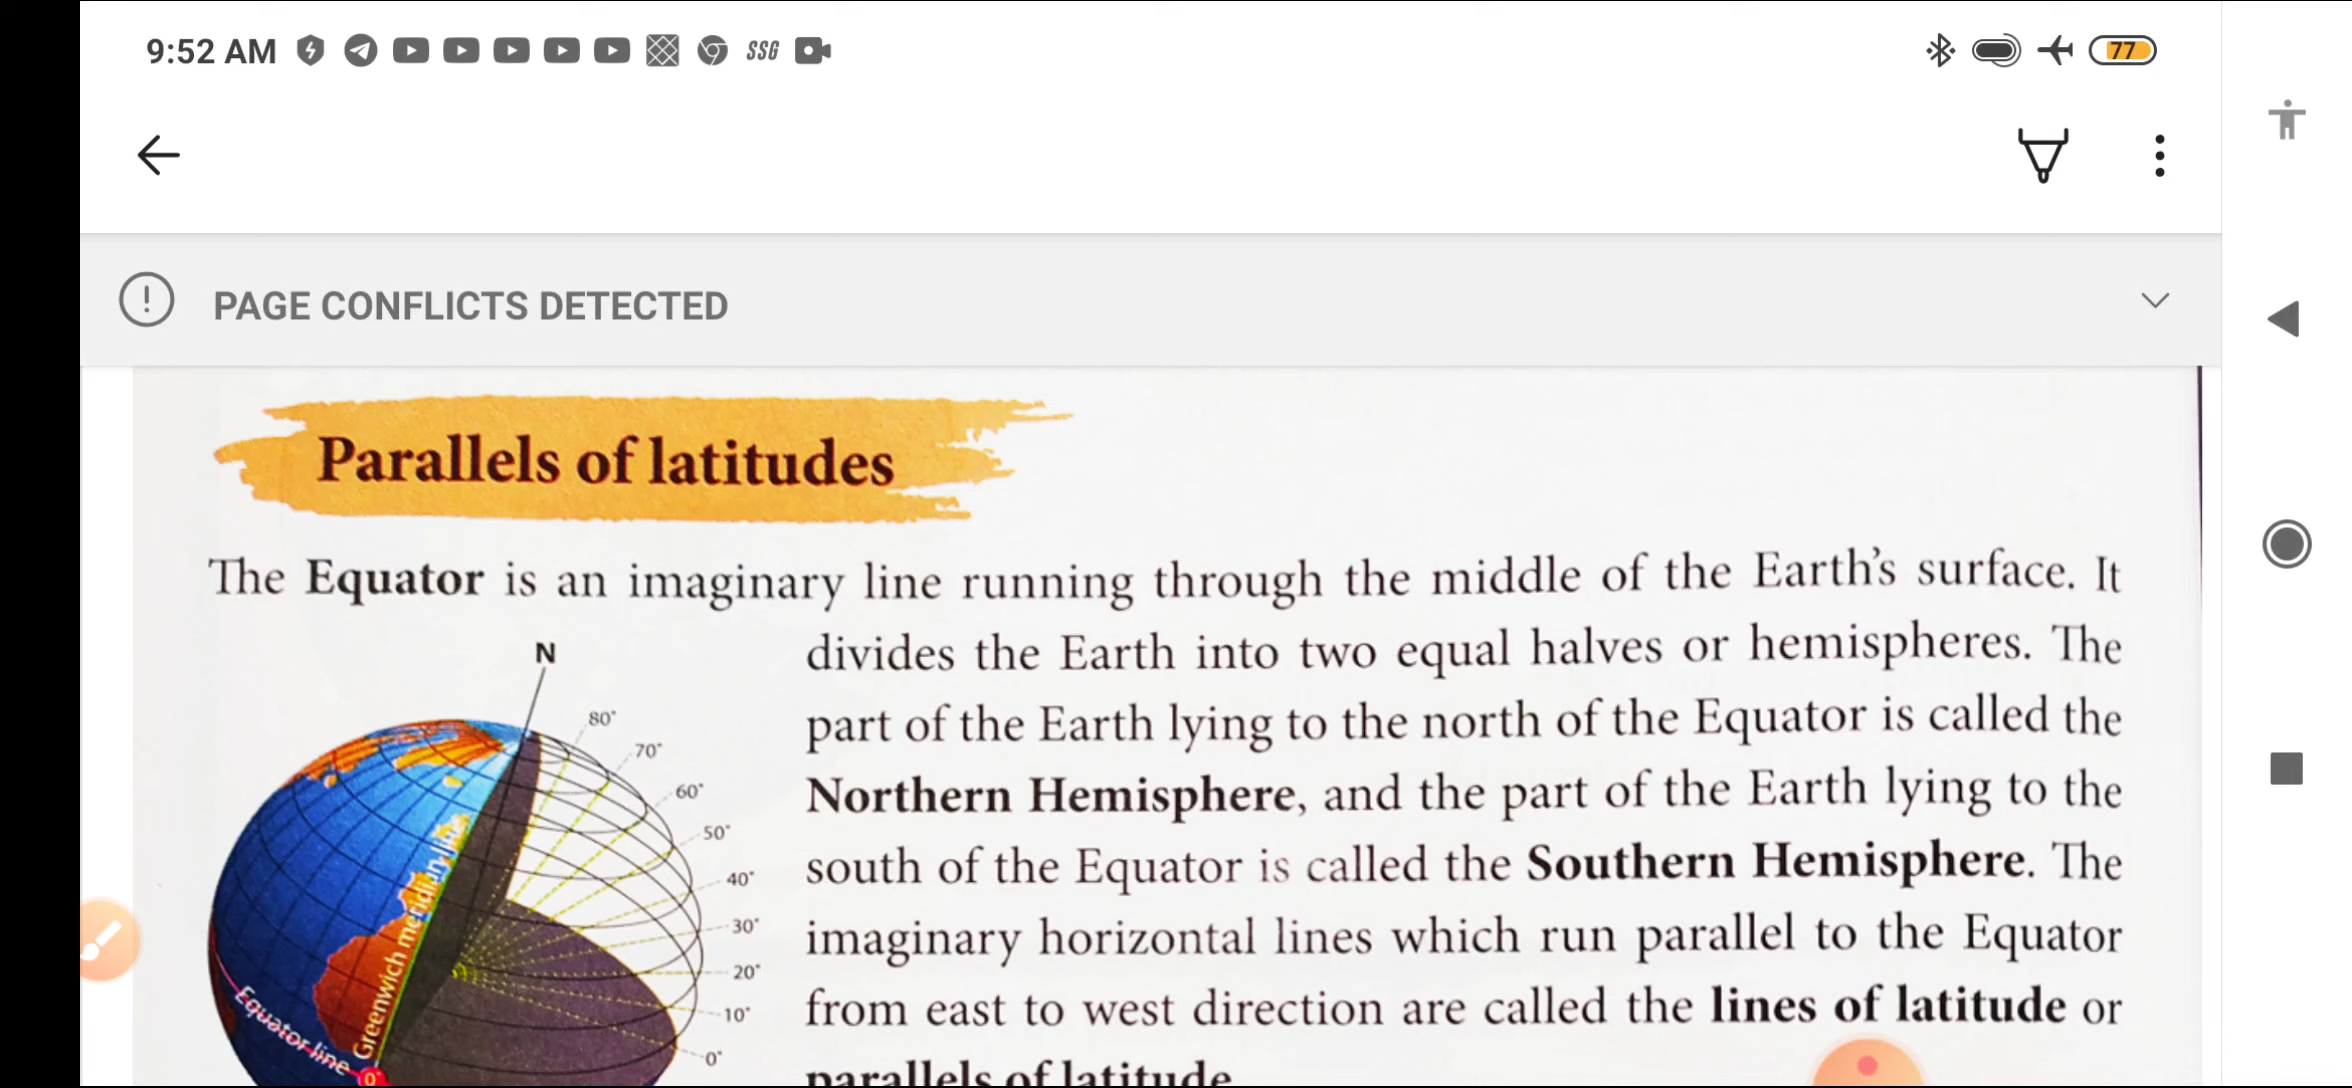 9:52 AM SSG 77
PAGE CONFLICTS DETECTED
Parallels of latitudes
The Equator is an imaginary line running through the middle of the Earth's surface. It
divides the Earth into two equal halves or hemispheres. The
part of the Earth lying to the north of the Equator is called the
Northern Hemisphere, and the part of the Earth lying to the
south of the Equator is called the Southern Hemisphere. The
imaginary horizontal lines which run parallel to the Equator
from east to west direction are called the lines of latitude or
parallels of latitude
N
80°
70°
60°
50°
40°
30°
20°
10°
0°
Greenwich meridian line
Equator line
0°